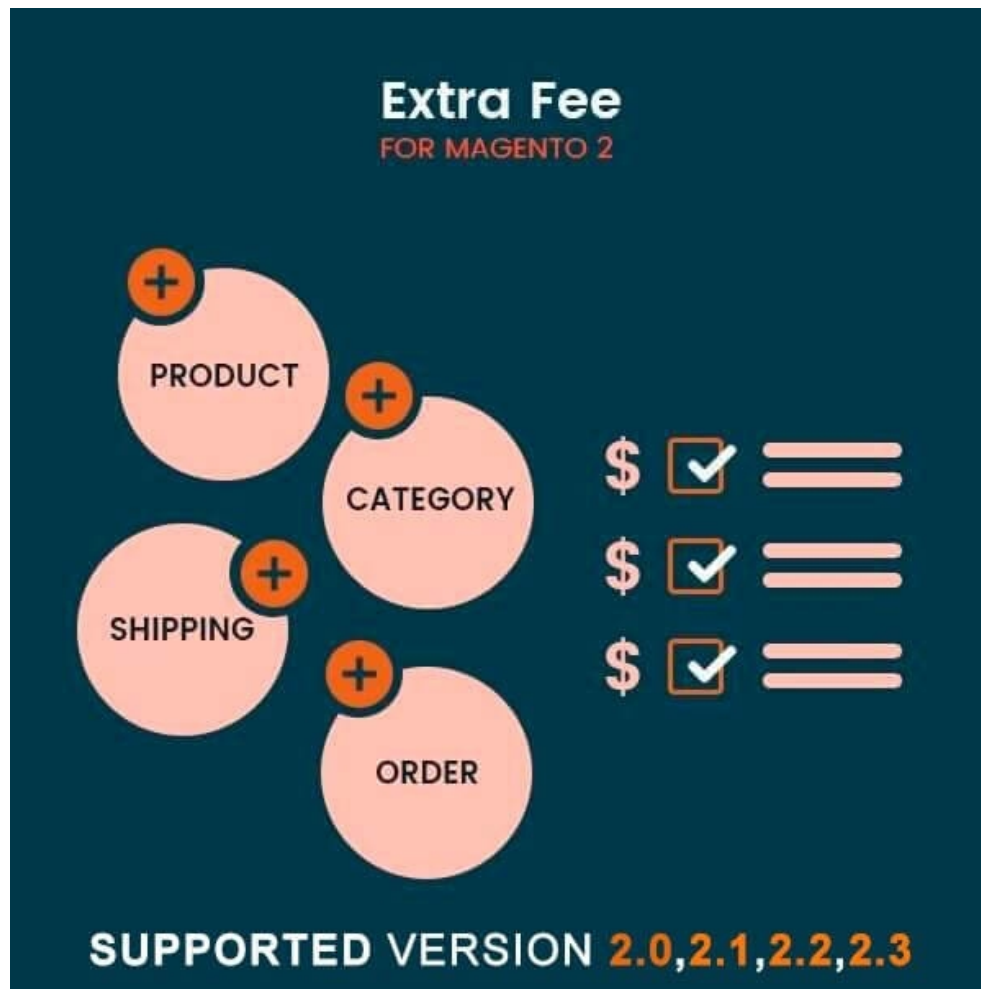 Extra Fee
FOR MAGENTO 2
PRODUCT
CATEGORY
SHIPPING
ORDER
$
$
$
SUPPORTED VERSION 2.0,2.1,2.2,2.3